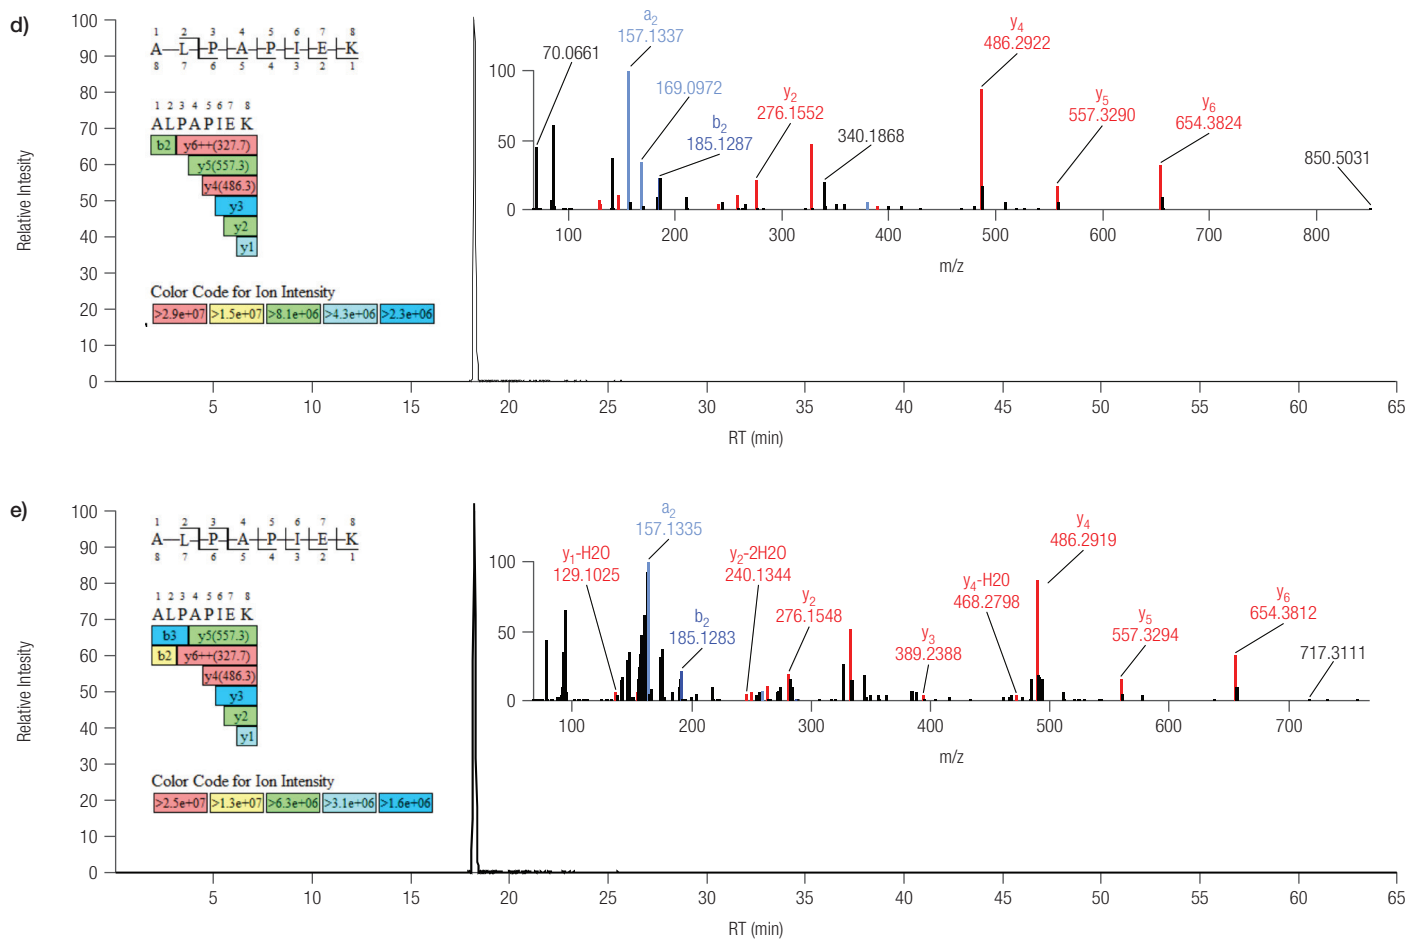 d)
Relative Intesity
100
90
80
70
60
50
40
30
20
10
0
1 2 3 4 5 6 7 8
A L P A P I E K
8 7 6 5 4 3 2 1
1 2 3 4 5 6 7 8
ALPAPIEK
b2 y6++(327.7)
y5(557.3)
y4(486.3)
y3
y2
y1
Color Code for Ion Intensity
>2.9e+07 >1.5e+07 >8.1e+06 >4.3e+06 >2.3e+06
100
50
0
70.0661
a2
157.1337
169.0972
b2
185.1287
y2
276.1552
340.1868
y4
486.2922
y5
557.3290
y6
654.3824
850.5031
100 200 300 400 500 600 700 800
m/z
5 10 15 20 25 30 35 40 45 50 55 60 65
RT (min)
e)
Relative Intesity
100
90
80
70
60
50
40
30
20
10
0
1 2 3 4 5 6 7 8
A L P A P I E K
8 7 6 5 4 3 2 1
1 2 3 4 5 6 7 8
ALPAPIEK
b3 y5(557.3)
b2 y6++(327.7)
y4(486.3)
y3
y2
y1
Color Code for Ion Intensity
>2.5e+07 >1.3e+07 >6.3e+06 >3.1e+06 >1.6e+06
100
50
0
y1-H2O
129.1025
a2
157.1335
b2
185.1283
y2-2H2O
240.1344
y2
276.1548
y3
389.2388
y4-H2O
468.2798
y4
486.2919
y5
557.3294
y6
654.3812
717.3111
100 200 300 400 500 600 700
m/z
5 10 15 20 25 30 35 40 45 50 55 60 65
RT (min)